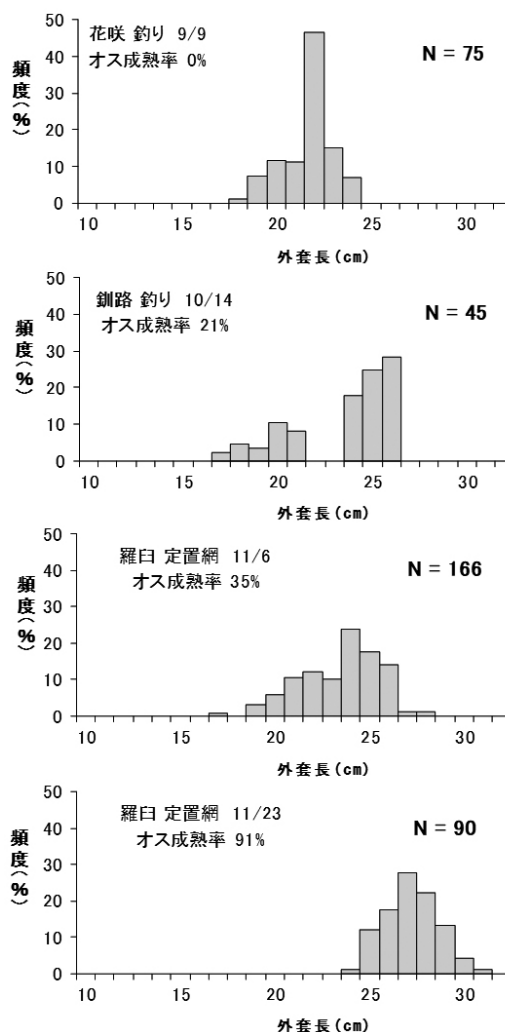 花咲 釣り 9/9
オス成熟率 0%
N = 75
頻度(%)
50
40
30
20
10
0
10 15 20 25 30
外套長(cm)
釧路 釣り 10/14
オス成熟率 21%
N = 45
頻度(%)
50
40
30
20
10
0
10 15 20 25 30
外套長(cm)
羅臼 定置網 11/6
オス成熟率 35%
N = 166
頻度(%)
50
40
30
20
10
0
10 15 20 25 30
外套長(cm)
羅臼 定置網 11/23
オス成熟率 91%
N = 90
頻度(%)
50
40
30
20
10
0
10 15 20 25 30
外套長(cm)